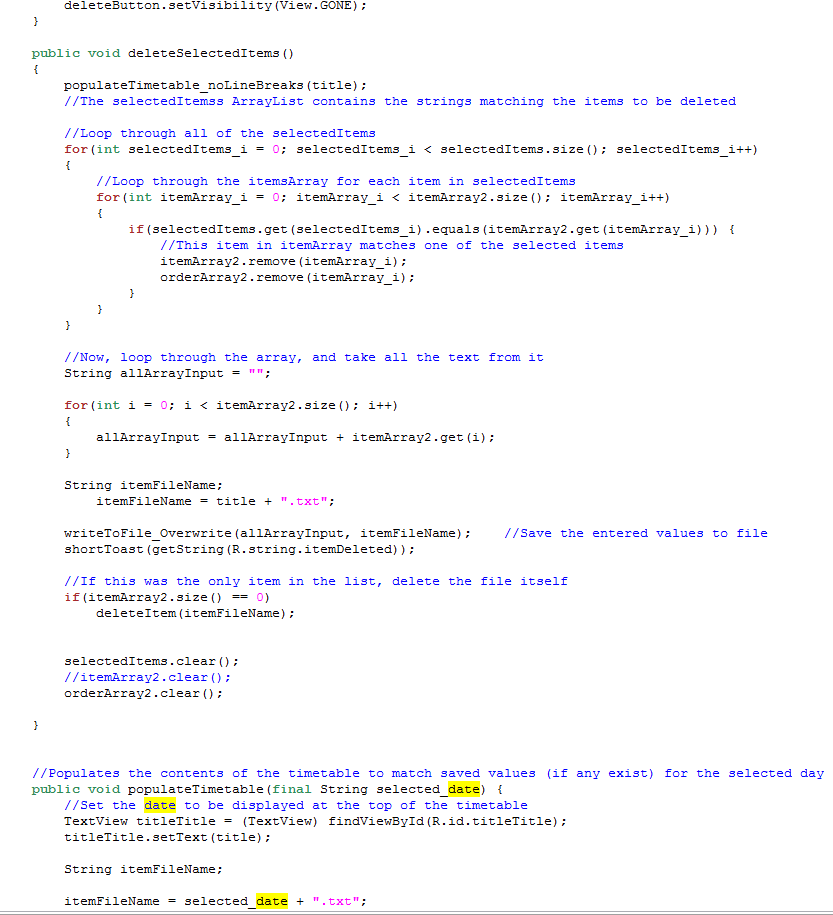 deleteButton.setVisibility(View.GONE);
}
public void deleteSelectedItems()
{
populateTimetable_noLineBreaks(title);
//The selectedItemss ArrayList contains the strings matching the items to be deleted
//Loop through all of the selectedItems
for(int selectedItems_i = 0; selectedItems_i < selectedItems.size(); selectedItems_i++)
{
//Loop through the itemsArray for each item in selectedItems
for(int itemArray_i = 0; itemArray_i < itemArray2.size(); itemArray_i++)
{
if(selectedItems.get(selectedItems_i).equals(itemArray2.get(itemArray_i))) {
//This item in itemArray matches one of the selected items
itemArray2.remove(itemArray_i);
orderArray2.remove(itemArray_i);
}
}
}
//Now, loop through the array, and take all the text from it
String allArrayInput = "";
for(int i = 0; i < itemArray2.size(); i++)
{
allArrayInput = allArrayInput + itemArray2.get(i);
}
String itemFileName;
itemFileName = title + ".txt";
writeToFile_Overwrite(allArrayInput, itemFileName);    //Save the entered values to file
shortToast(getString(R.string.itemDeleted));
//If this was the only item in the list, delete the file itself
if(itemArray2.size() == 0)
deleteItem(itemFileName);
selectedItems.clear();
//itemArray2.clear();
orderArray2.clear();
}
//Populates the contents of the timetable to match saved values (if any exist) for the selected day
public void populateTimetable(final String selected_date) {
//Set the date to be displayed at the top of the timetable
TextView titleTitle = (TextView) findViewById(R.id.titleTitle);
titleTitle.setText(title);
String itemFileName;
itemFileName = selected_date + ".txt";